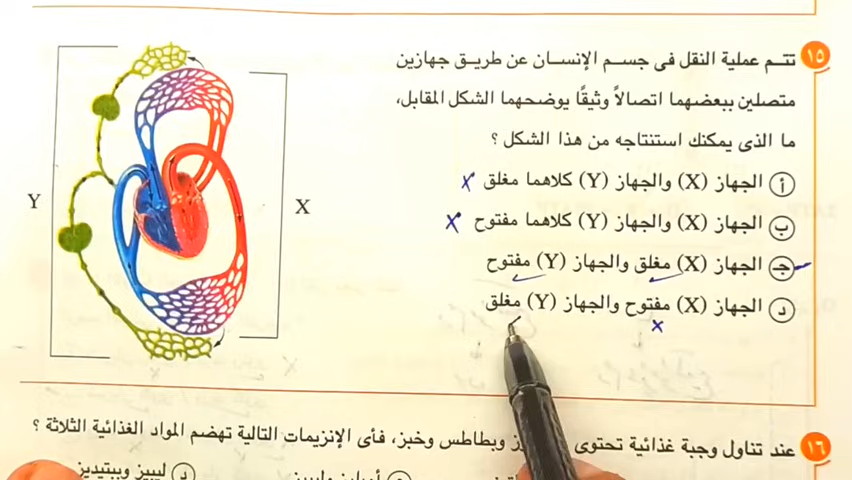 ١٥ تتم عملية النقل فى جسم الإنسان عن طريق جهازين
متصلين ببعضهما اتصالاً وثيقًا يوضحهما الشكل المقابل،
ما الذى يمكنك استنتاجه من هذا الشكل ؟
أ الجهاز (X) والجهاز (Y) كلاهما مغلق
ب الجهاز (X) والجهاز (Y) كلاهما مفتوح
جـ الجهاز (X) مغلق والجهاز (Y) مفتوح
د الجهاز (X) مفتوح والجهاز (Y) مغلق
Y
X
١٦ عند تناول وجبة غذائية تحتوى وبطاطس وخبز، فأى الإنزيمات التالية تهضم المواد الغذائية الثلاثة ؟
د ليبيز وببتيديز